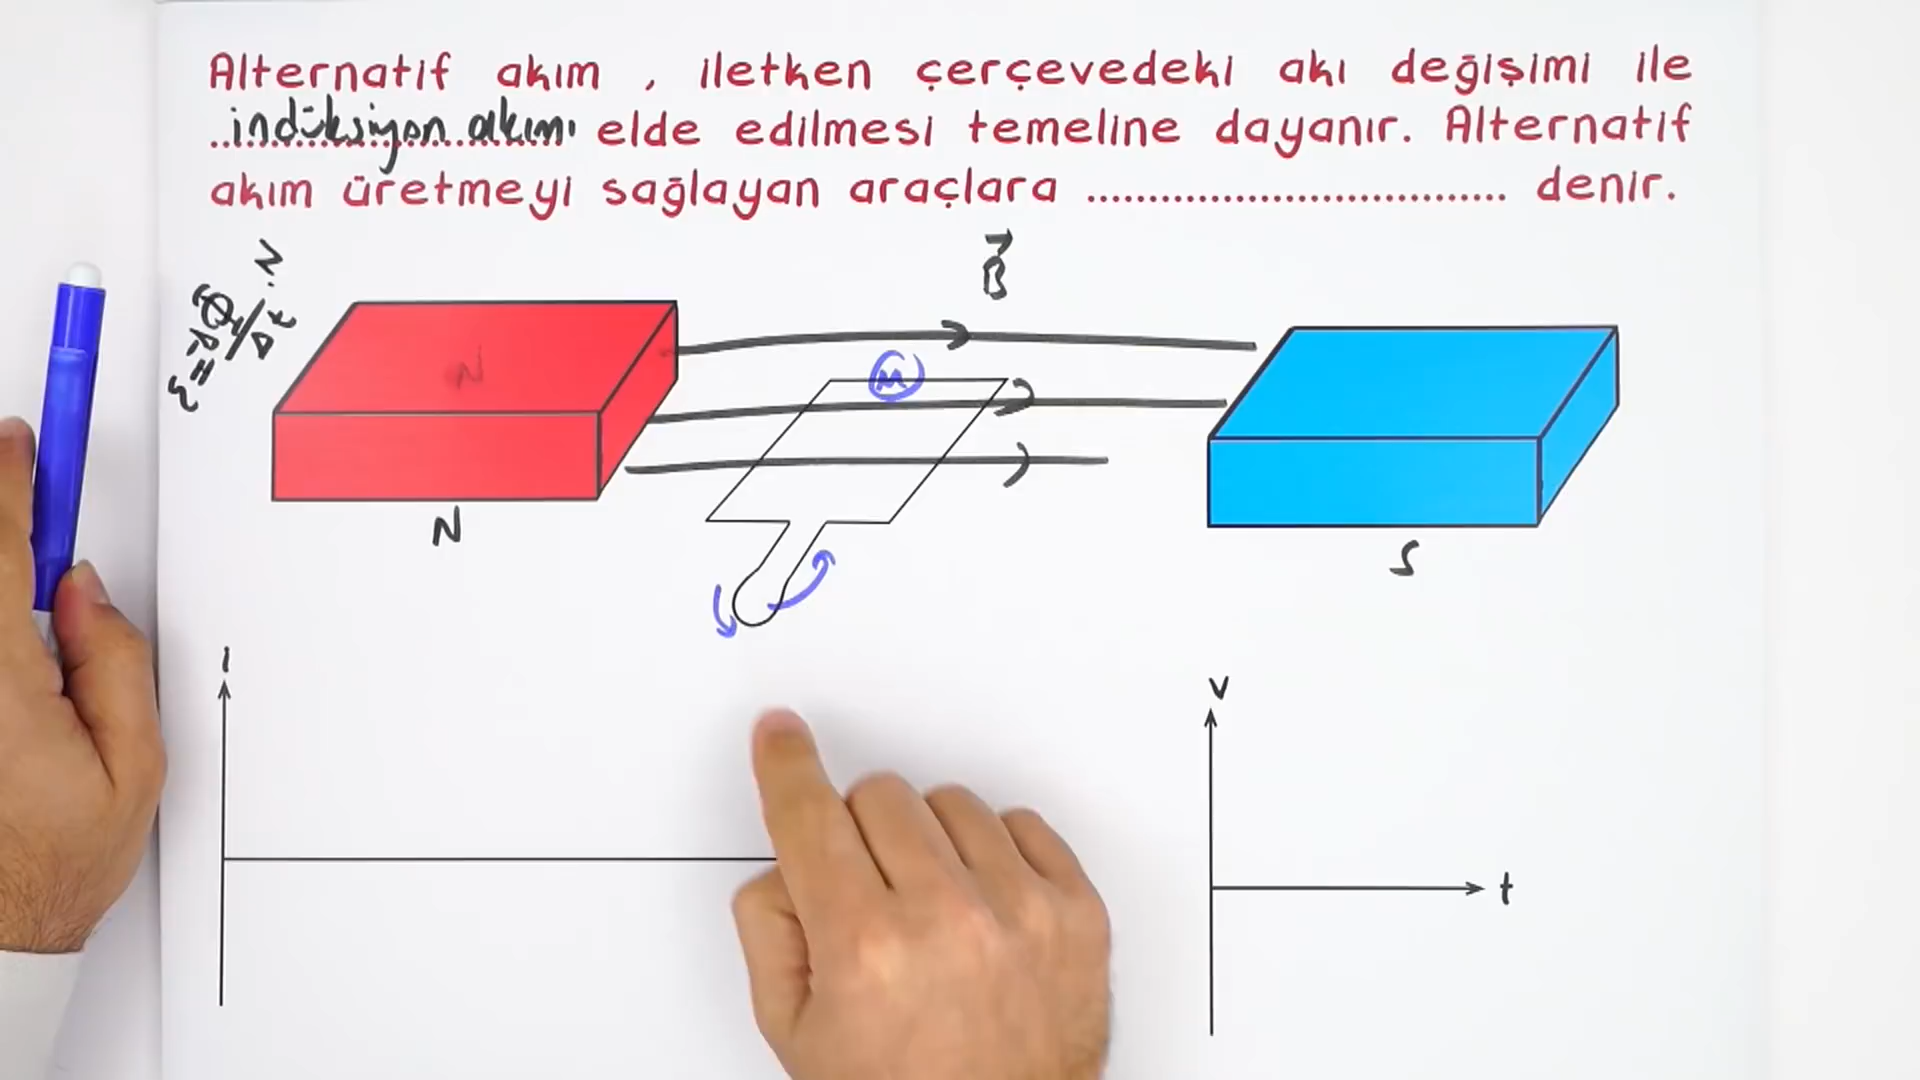 Alternatif akım , iletken çerçevedeki akı değişimi ile
..indüksiyon akımı elde edilmesi temeline dayanır. Alternatif
akım üretmeyi sağlayan araçlara ................................. denir.
B
N
M
N
S
I
V
t